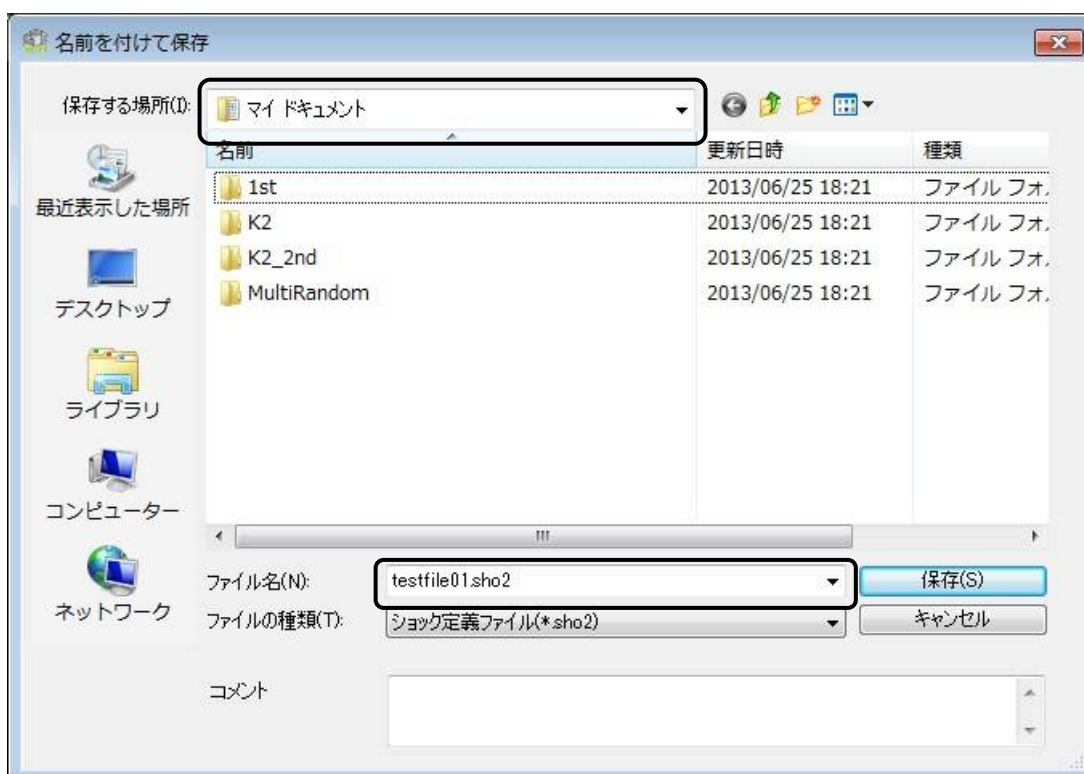 名前を付けて保存
保存する場所(I):
マイ ドキュメント
名前 更新日時 種類
1st 2013/06/25 18:21 ファイル フォ
K2 2013/06/25 18:21 ファイル フォ
K2_2nd 2013/06/25 18:21 ファイル フォ
MultiRandom 2013/06/25 18:21 ファイル フォ
最近表示した場所
デスクトップ
ライブラリ
コンピューター
ネットワーク
ファイル名(N): testfile01.sho2 保存(S)
ファイルの種類(T): ショック定義ファイル(*.sho2) キャンセル
コメント